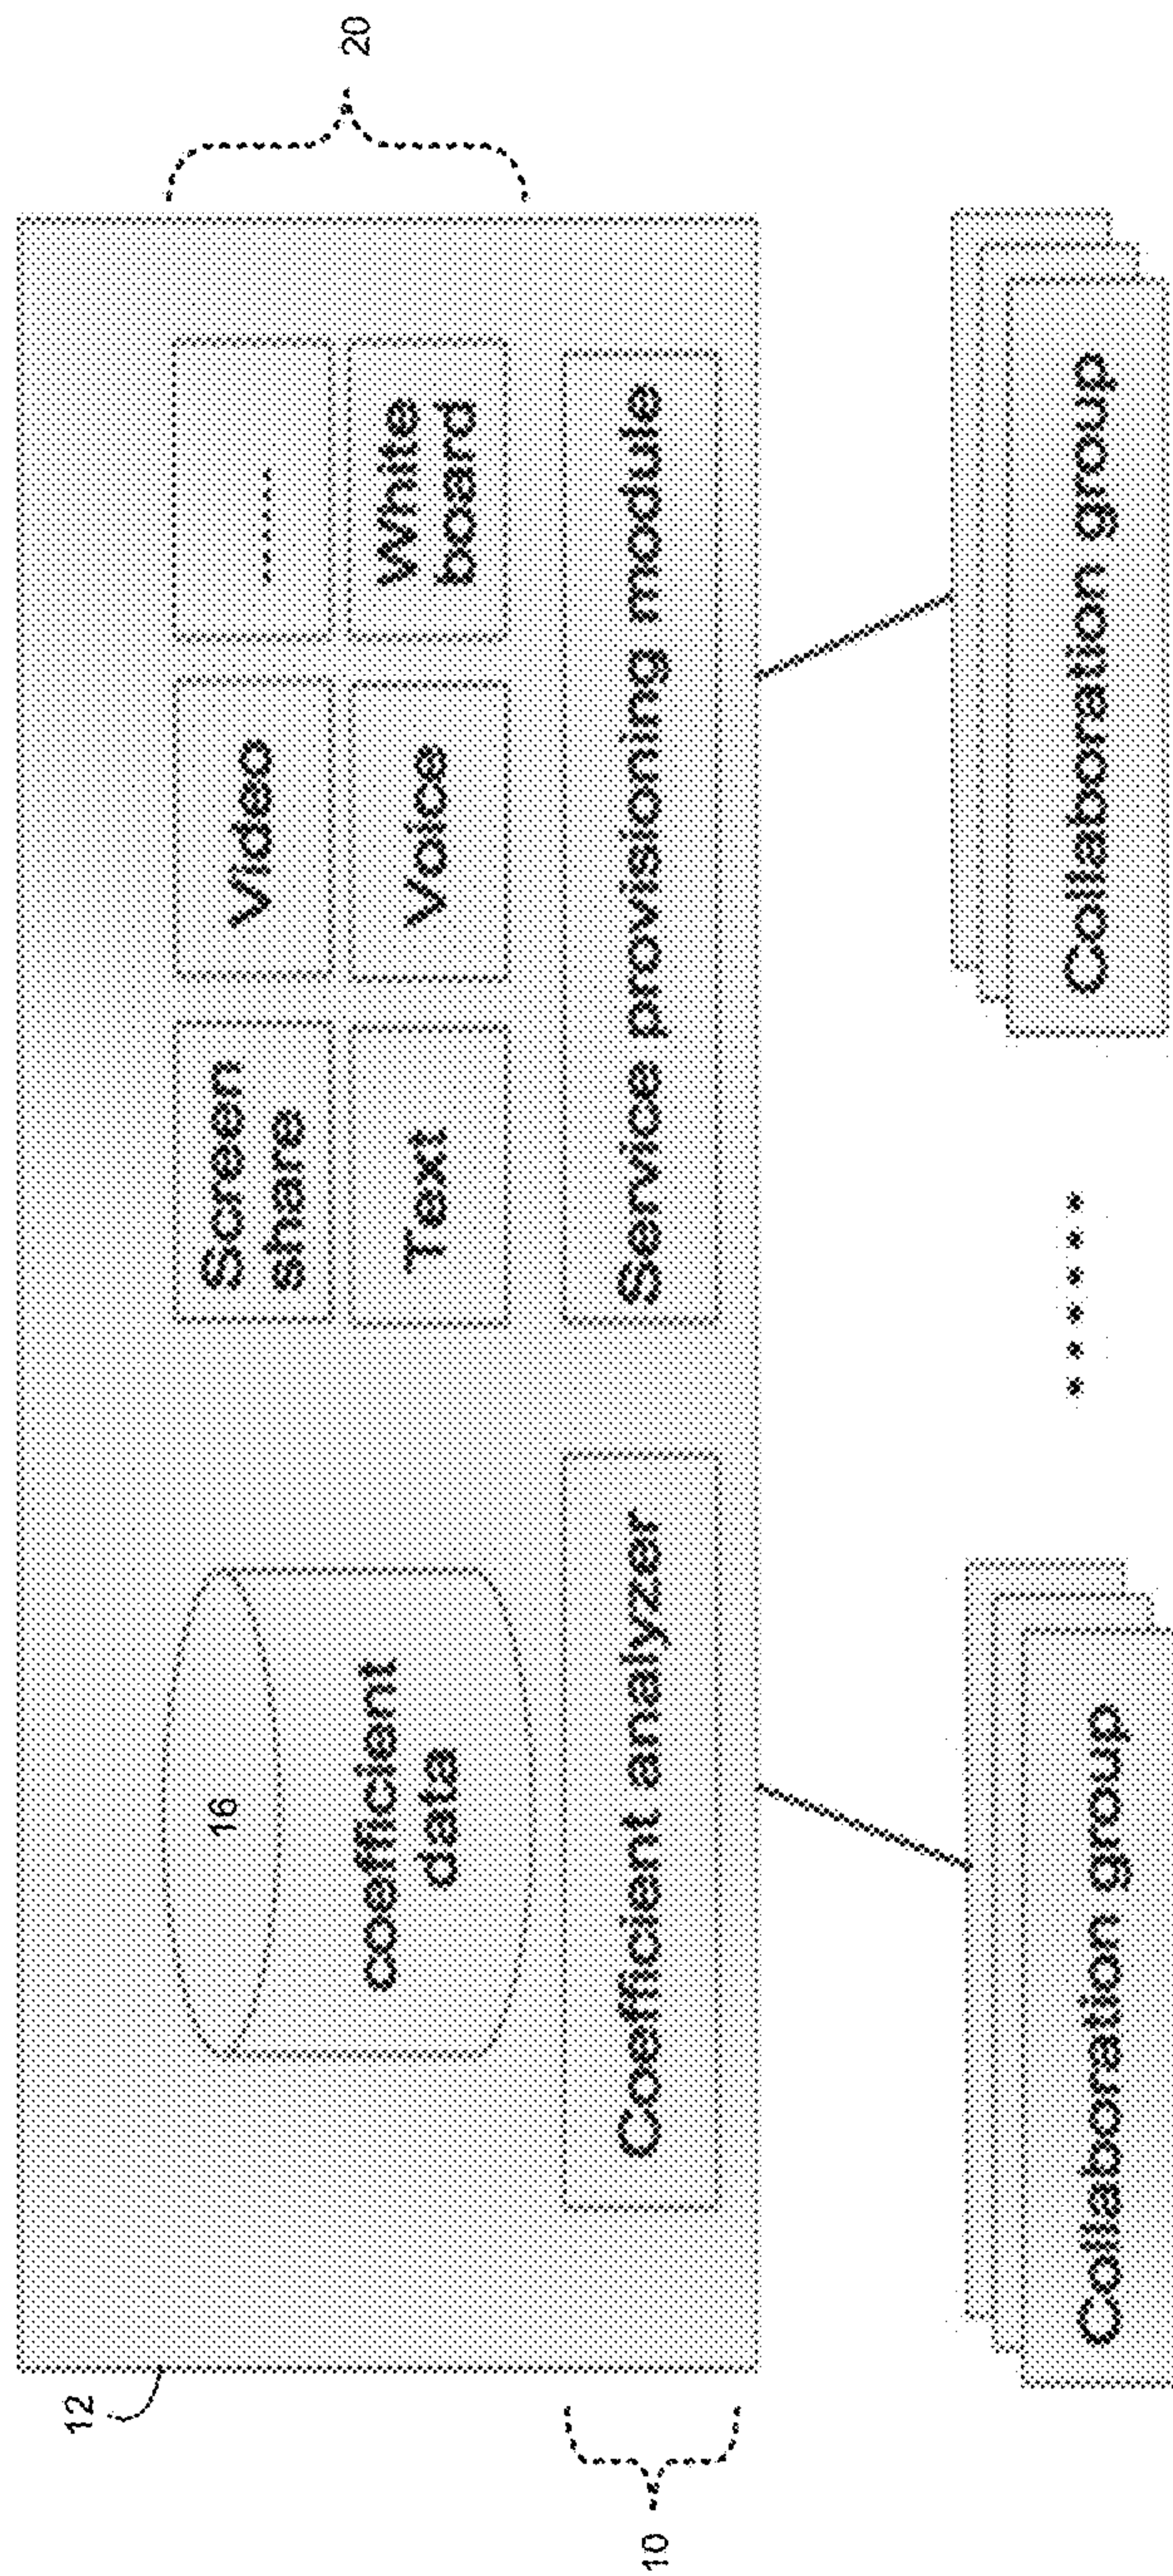 12
20
16
coefficient
data
Screen
share
Video
......
Text
Voice
White
board
10
Coefficient analyzer
Service provisioning module
Collaboration group
......
Collaboration group